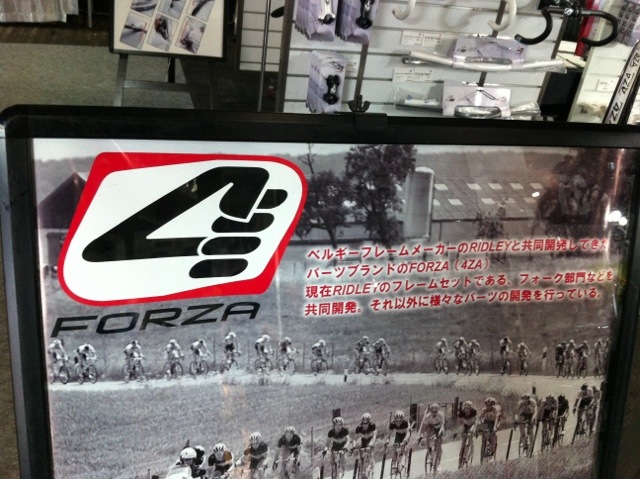 FORZA
ベルギーフレームメーカーのRIDLEYと共同開発してきた
パーツブランドのFORZA（4ZA）
現在RIDLEYのフレームセットである、フォーク部門などを
共同開発。それ以外に様々なパーツの開発を行っている